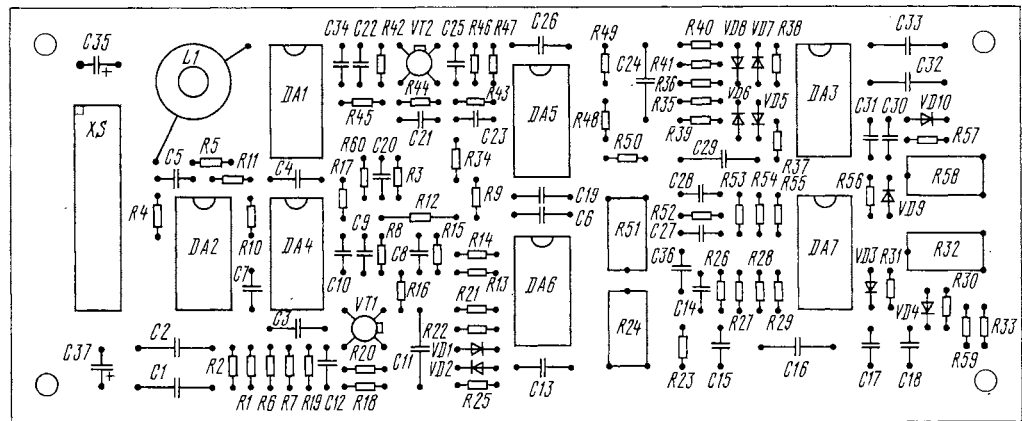 C35
L1
C34 C22 R42 VT2 C25 R46 R47
C26
R49
R40 VD8 VD7 R38
C33
XS
DA1
R45
R44
R43
C21
C23
DA5
C24
R41
R36
R35
R39
VD6
VD5
DA3
C32
C31 C30
VD10
R57
R48
R50
C29
R37
C5 R5 R11
C4
R17 R60 C20 R3
R34
R9
C19
C6
C28
R53 R54 R55
R56
VD9
R58
R4
DA2
R10
DA4
R12
C10 C9 R8 C8 R15
R14
R13
DA6
R51
R52
C27
DA7
R32
C7
R16
R21
R22
C36
C14
R26
R27
R28
R29
VD3 R31
VD4
R30
C3
VT1
C11
VD1
VD2
R25
C13
R24
R23
C15
C16
C17
C18
R59
R33
C37
C2
C1
R2
R1 R6 R7 R19 C12
R20
R18